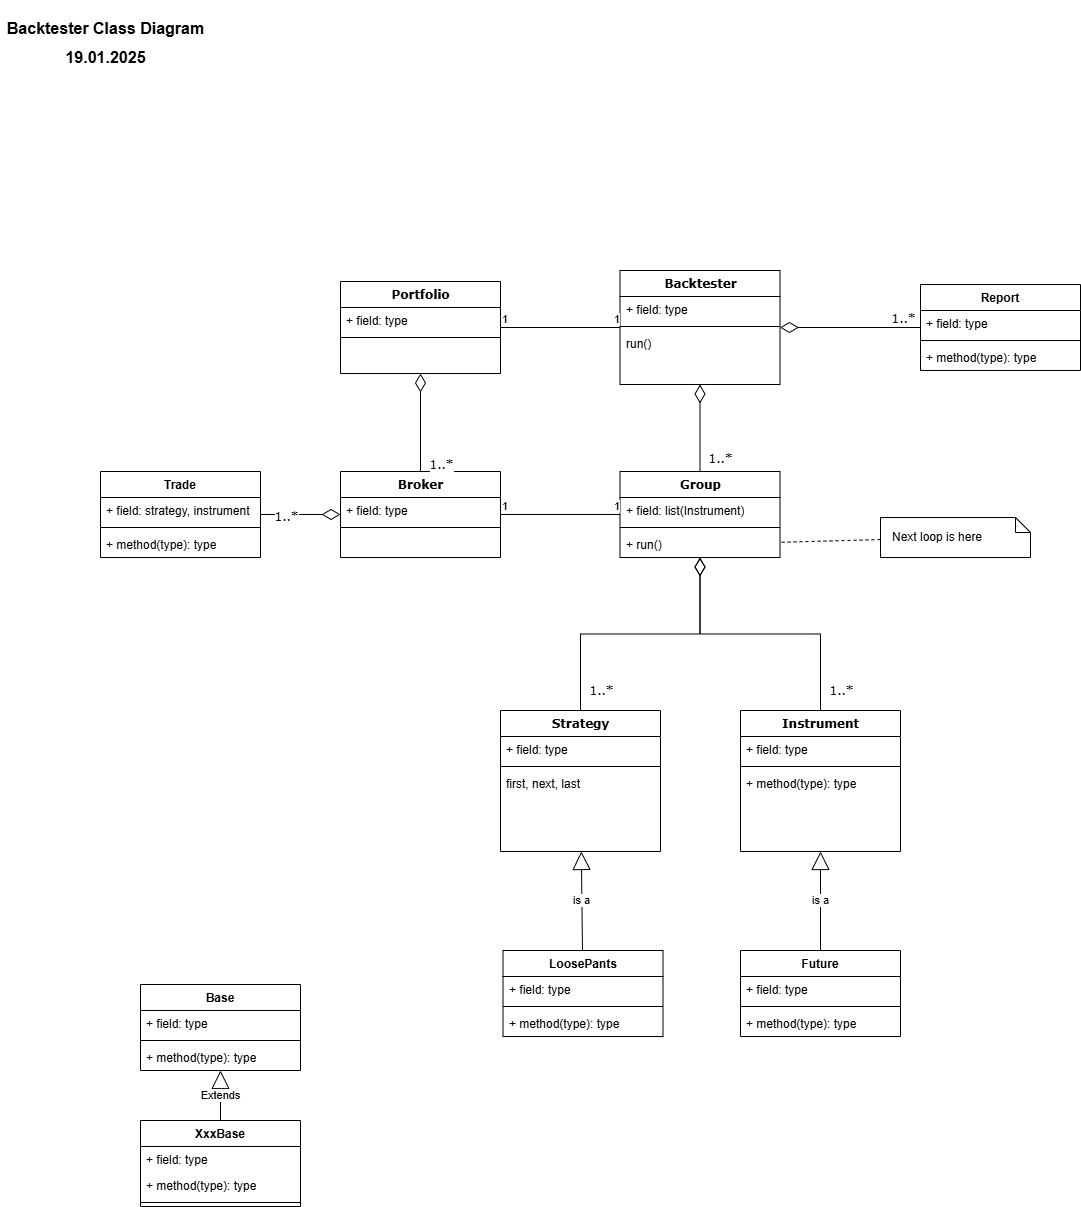 Backtester Class Diagram
19.01.2025
Portfolio
+ field: type
1
1
Backtester
+ field: type
run()
1..*
Report
+ field: type
+ method(type): type
1..*
1..*
Trade
+ field: strategy, instrument
+ method(type): type
1..*
Broker
+ field: type
1
1
Group
+ field: list(Instrument)
+ run()
Next loop is here
1..*
1..*
Strategy
+ field: type
first, next, last
Instrument
+ field: type
+ method(type): type
is a
is a
LoosePants
+ field: type
+ method(type): type
Future
+ field: type
+ method(type): type
Base
+ field: type
+ method(type): type
Extends
XxxBase
+ field: type
+ method(type): type